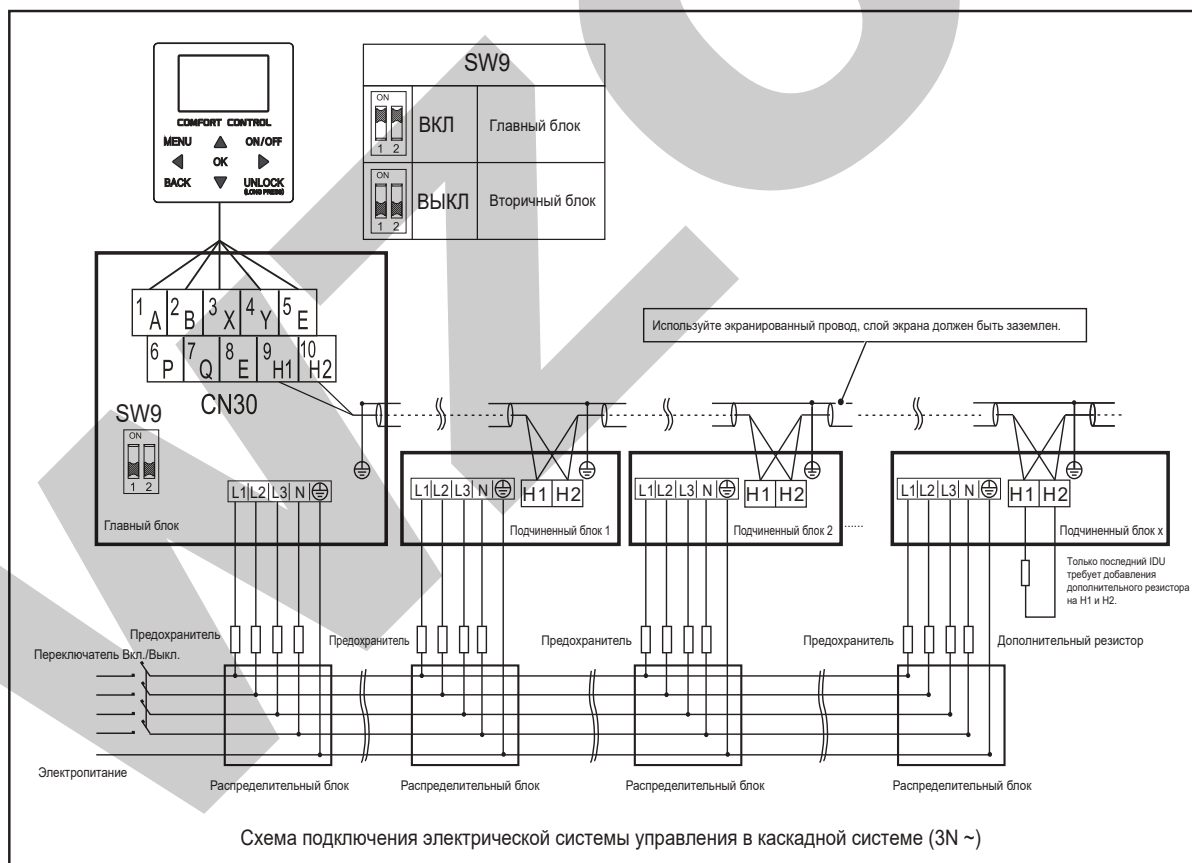 COMFORT CONTROL
MENU
ON/OFF
OK
BACK
UNLOCK
(LONG PRESS)
SW9
ON
1 2
ВКЛ
Главный блок
ON
1 2
ВЫКЛ
Вторичный блок
1 A 2 B 3 X 4 Y 5 E
6 P 7 Q 8 E 9 H1 10 H2
CN30
SW9
ON
1 2
Используйте экранированный провод, слой экрана должен быть заземлен.
L1 L2 L3 N
Главный блок
L1 L2 L3 N
H1 H2
Подчиненный блок 1
L1 L2 L3 N
H1 H2
Подчиненный блок 2
......
L1 L2 L3 N
H1 H2
Подчиненный блок x
Только последний IDU
требует добавления
дополнительного резистора
на H1 и H2.
Предохранитель
Предохранитель
Предохранитель
Предохранитель
Дополнительный резистор
Переключатель Вкл./Выкл.
Электропитание
Распределительный блок
Распределительный блок
Распределительный блок
Распределительный блок
Схема подключения электрической системы управления в каскадной системе (3N ~)